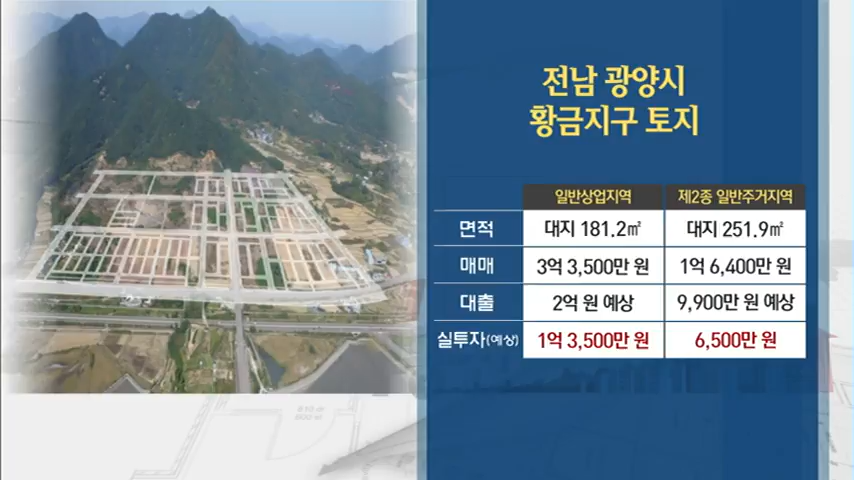 전남 광양시
황금지구 토지
일반상업지역 제2종 일반주거지역
면적 대지 181.2㎡ 대지 251.9㎡
매매 3억 3,500만 원 1억 6,400만 원
대출 2억 원 예상 9,900만 원 예상
실투자(예상) 1억 3,500만 원 6,500만 원